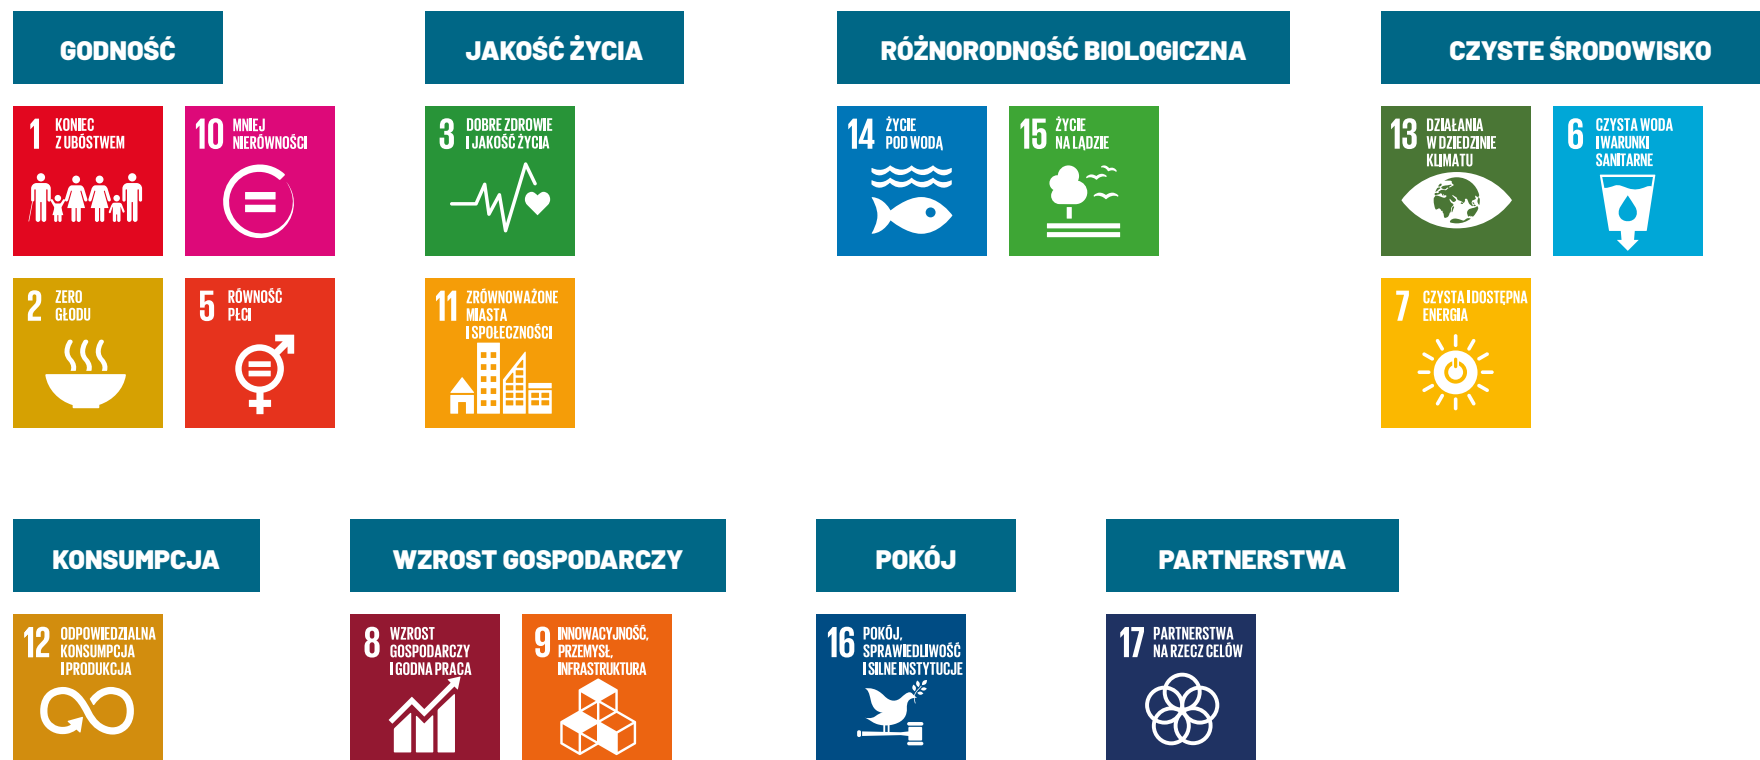 GODNOŚĆ
1 KONIEC
Z UBÓSTWEM
10 MNIEJ
NIERÓWNOŚCI
2 ZERO
GŁODU
5 RÓWNOŚĆ
PŁCI
JAKOŚĆ ŻYCIA
3 DOBRE ZDROWIE
I JAKOŚĆ ŻYCIA
11 ZRÓWNOWAŻONE
MIASTA
I SPOŁECZNOŚCI
RÓŻNORODNOŚĆ BIOLOGICZNA
14 ŻYCIE
POD WODĄ
15 ŻYCIE
NA LĄDZIE
CZYSTE ŚRODOWISKO
13 DZIAŁANIA
W DZIEDZINIE
KLIMATU
6 CZYSTA WODA
I WARUNKI
SANITARNE
7 CZYSTA I DOSTĘPNA
ENERGIA
KONSUMPCJA
12 ODPOWIEDZIALNA
KONSUMPCJA
I PRODUKCJA
WZROST GOSPODARCZY
8 WZROST
GOSPODARCZY
I GODNA PRACA
9 INNOWACYJNOŚĆ,
PRZEMYSŁ,
INFRASTRUKTURA
POKÓJ
16 POKÓJ,
SPRAWIEDLIWOŚĆ
I SILNE INSTYTUCJE
PARTNERSTWA
17 PARTNERSTWA
NA RZECZ CELÓW